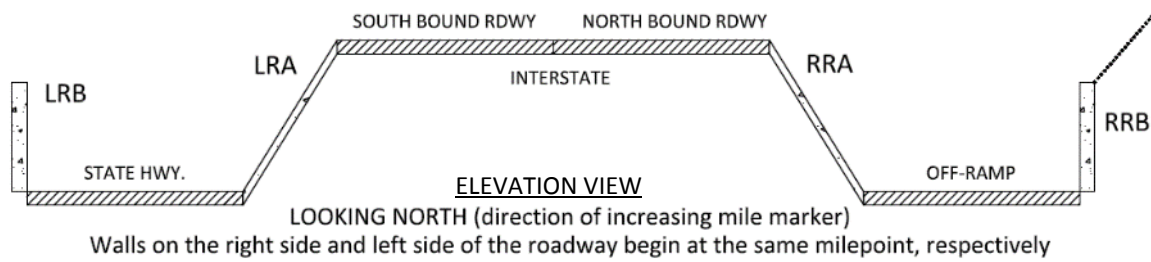 SOUTH BOUND RDWY NORTH BOUND RDWY
LRA RRA
INTERSTATE
LRB RRB
STATE HWY. OFF-RAMP
ELEVATION VIEW
LOOKING NORTH (direction of increasing mile marker)
Walls on the right side and left side of the roadway begin at the same milepoint, respectively